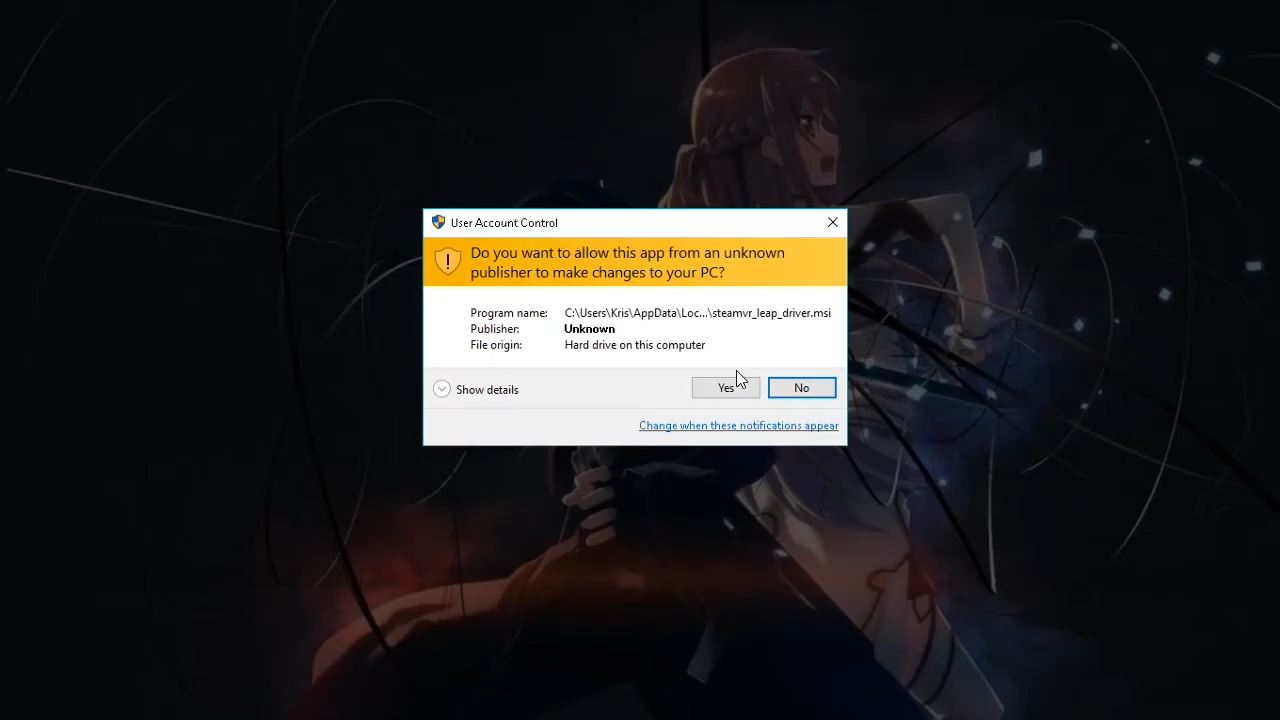 User Account Control
Do you want to allow this app from an unknown
publisher to make changes to your PC?
Program name: C:\Users\Kris\AppData\Loc...\steamvr_leap_driver.msi
Publisher: Unknown
File origin: Hard drive on this computer
Show details
Yes No
Change when these notifications appear